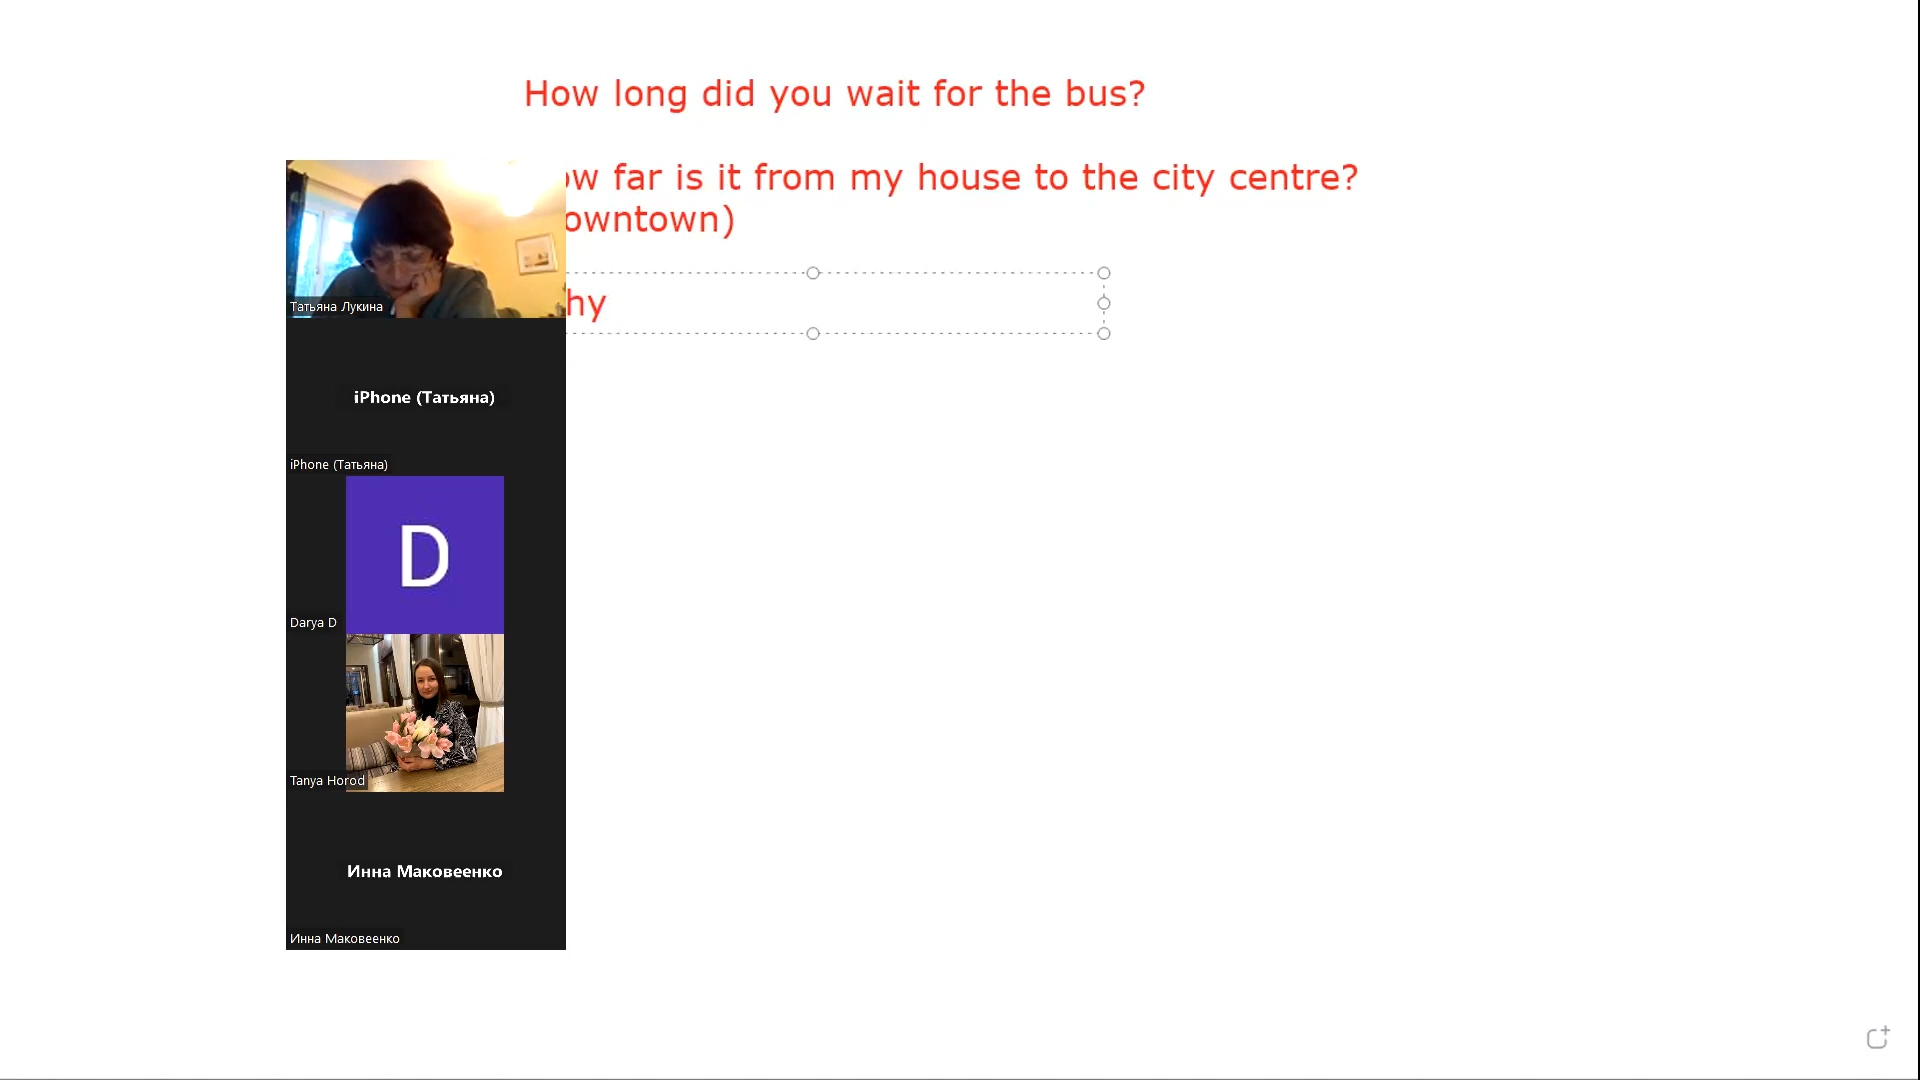 How long did you wait for the bus?
ow far is it from my house to the city centre?
owntown)
hy
Татьяна Лукина
iPhone (Татьяна)
iPhone (Татьяна)
D
Darya D
Tanya Horod
Инна Маковеенко
Инна Маковеенко